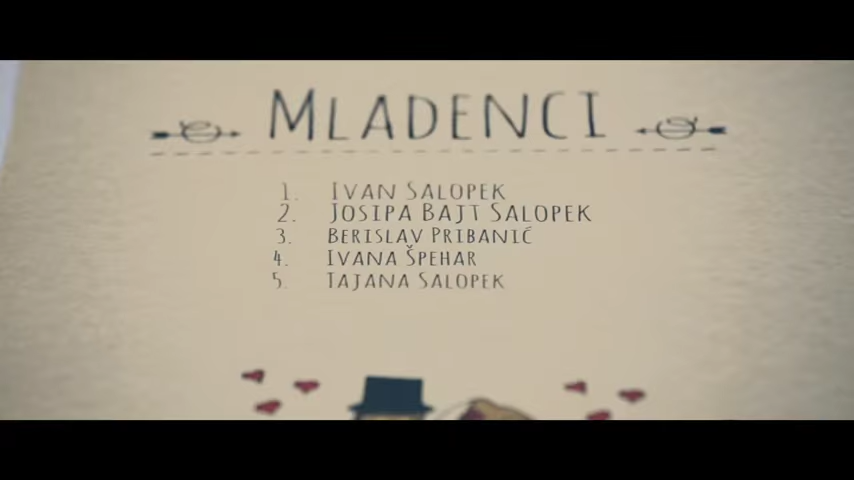 MLADENCI
1. IVAN SALOPEK
2. JOSIPA BAJT SALOPEK
3. BERISLAV PRIBANIĆ
4. IVANA ŠPEHAR
5. TAJANA SALOPEK